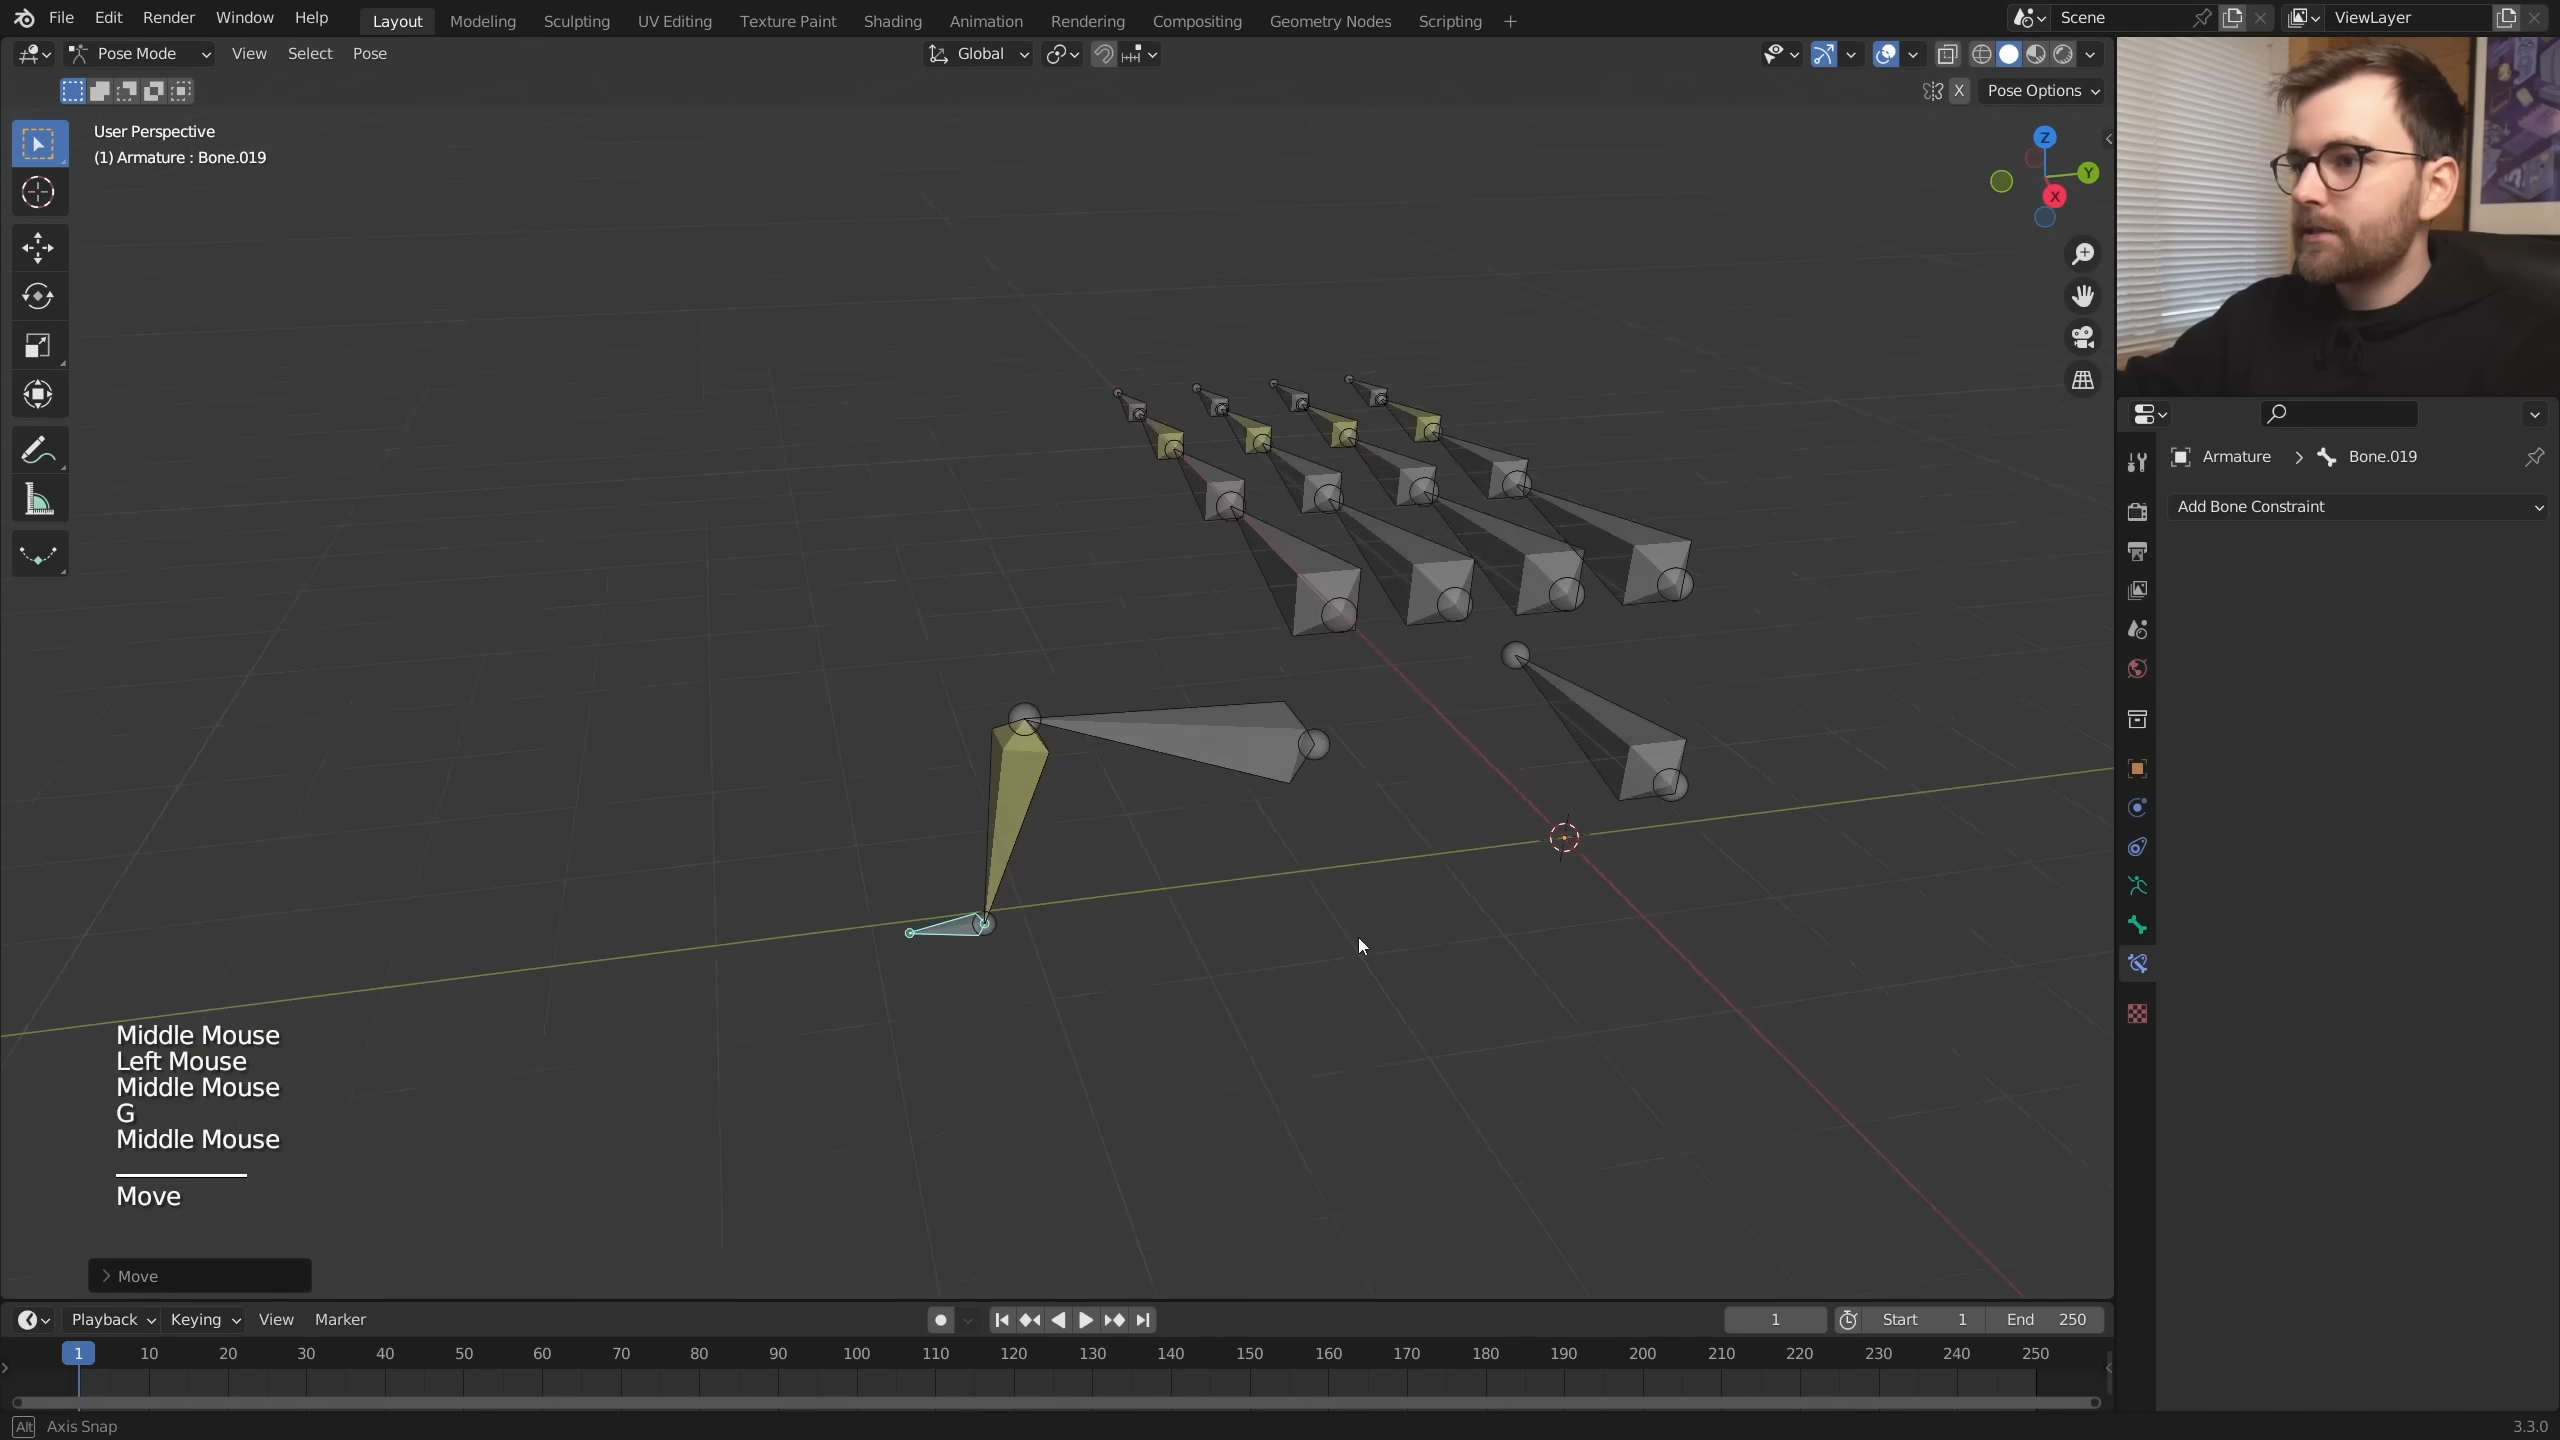 File Edit Render Window Help Layout Modeling Sculpting UV Editing Texture Paint Shading Animation Rendering Compositing Geometry Nodes Scripting + Scene ViewLayer
Pose Mode View Select Pose Global
X Pose Options
User Perspective
(1) Armature : Bone.019
Z
Y
X
Armature > Bone.019
Add Bone Constraint
Middle Mouse
Left Mouse
Middle Mouse
G
Middle Mouse
Move
> Move
Playback Keying View Marker 1 Start 1 End 250
1 10 20 30 40 50 60 70 80 90 100 110 120 130 140 150 160 170 180 190 200 210 220 230 240 250
Alt Axis Snap 3.3.0